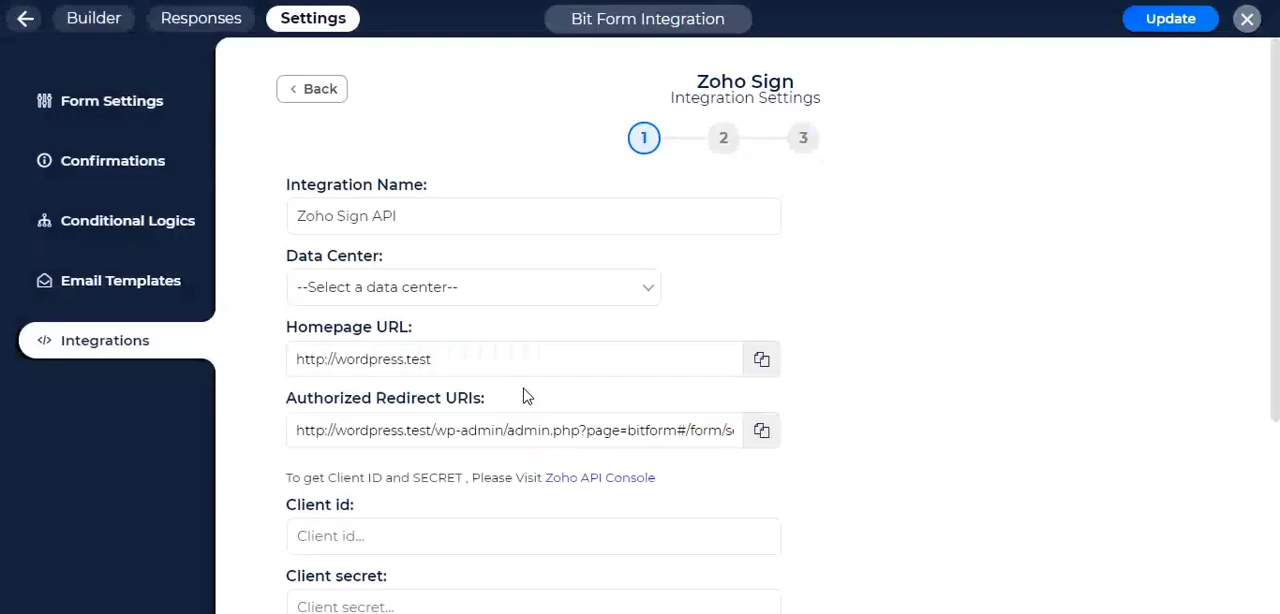 Builder
Responses
Settings
Bit Form Integration
Update
Form Settings
Confirmations
Conditional Logics
Email Templates
Integrations
Back
Zoho Sign
Integration Settings
1
2
3
Integration Name:
Zoho Sign API
Data Center:
--Select a data center--
Homepage URL:
http://wordpress.test
Authorized Redirect URIs:
http://wordpress.test/wp-admin/admin.php?page=bitform#/form/se
To get Client ID and SECRET , Please Visit Zoho API Console
Client id:
Client id...
Client secret:
Client secret...